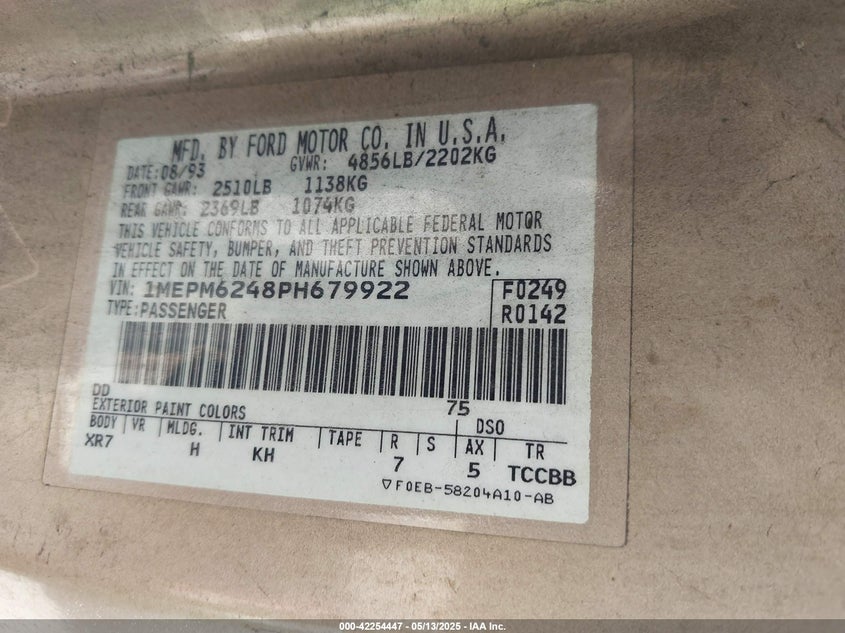 MFD. BY FORD MOTOR CO. IN U.S.A.
DATE: 08/93 GVWR: 4856LB/2202KG
FRONT GAWR: 2510LB 1138KG
REAR GAWR: 2369LB 1074KG
THIS VEHICLE CONFORMS TO ALL APPLICABLE FEDERAL MOTOR
VEHICLE SAFETY, BUMPER, AND THEFT PREVENTION STANDARDS
IN EFFECT ON THE DATE OF MANUFACTURE SHOWN ABOVE.
VIN: 1MEPM6248PH679922 F0249
TYPE: PASSENGER R0142
DD 75
EXTERIOR PAINT COLORS DSO
BODY VR MLDG. INT TRIM TAPE R S AX TR
XR7 H KH 7 5 TCCBB
▽F0EB-58204A10-AB
000-42254447 - 05/13/2025 - IAA Inc.